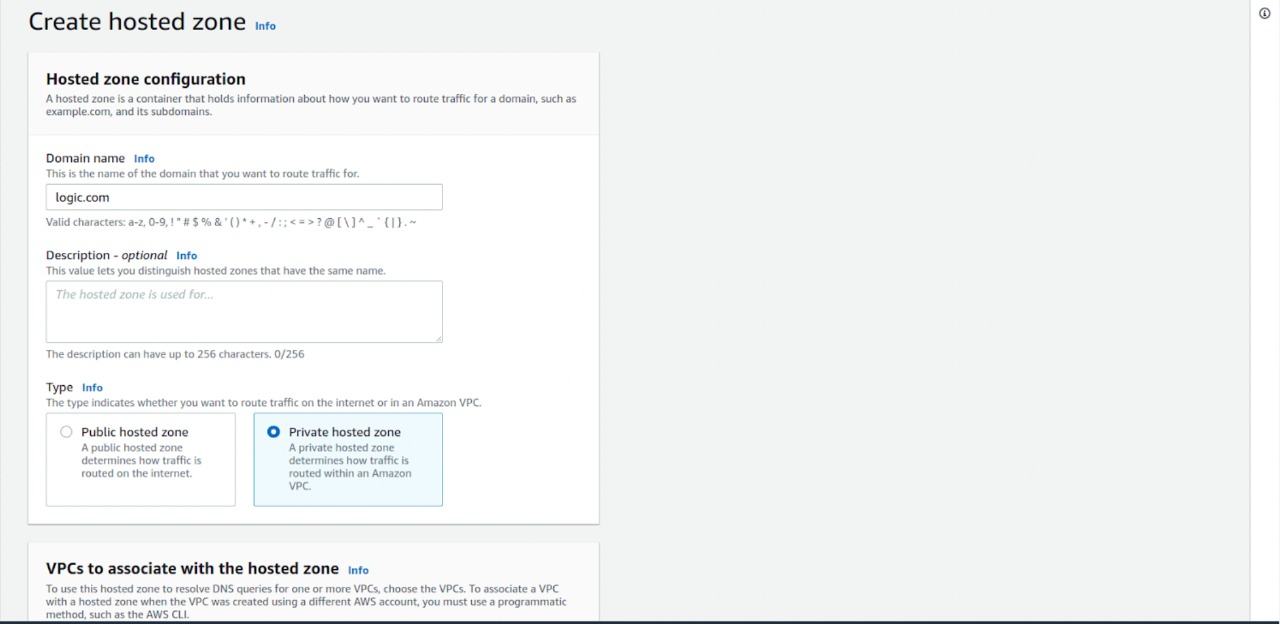 Create hosted zone Info
Hosted zone configuration
A hosted zone is a container that holds information about how you want to route traffic for a domain, such as
example.com, and its subdomains.
Domain name Info
This is the name of the domain that you want to route traffic for.
logic.com
Valid characters: a-z, 0-9, ! " # $ % & ' ( ) * + , - / : ; < = > ? @ [ \ ] ^ _ ` { | } . ~
Description - optional Info
This value lets you distinguish hosted zones that have the same name.
The hosted zone is used for...
The description can have up to 256 characters. 0/256
Type Info
The type indicates whether you want to route traffic on the internet or in an Amazon VPC.
Public hosted zone
A public hosted zone
determines how traffic is
routed on the internet.
Private hosted zone
A private hosted zone
determines how traffic is
routed within an Amazon
VPC.
VPCs to associate with the hosted zone Info
To use this hosted zone to resolve DNS queries for one or more VPCs, choose the VPCs. To associate a VPC
with a hosted zone when the VPC was created using a different AWS account, you must use a programmatic
method, such as the AWS CLI.